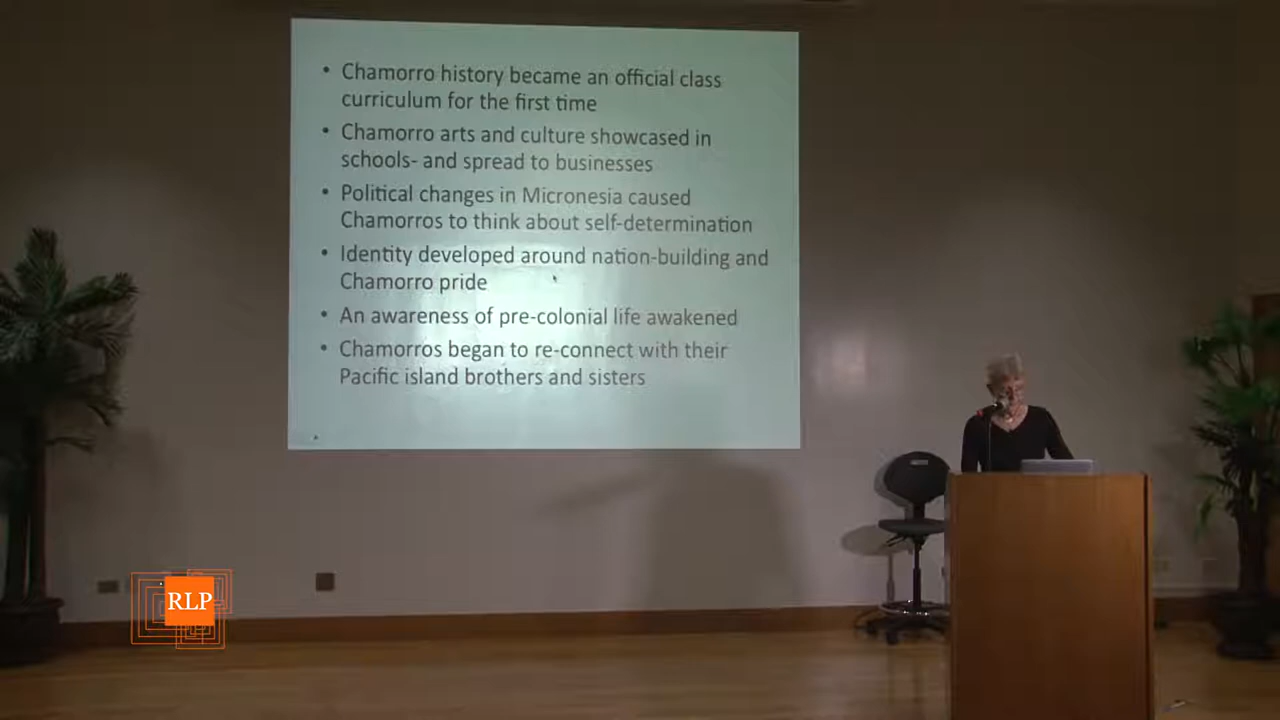 • Chamorro history became an official class
curriculum for the first time
• Chamorro arts and culture showcased in
schools- and spread to businesses
• Political changes in Micronesia caused
Chamorros to think about self-determination
• Identity developed around nation-building and
Chamorro pride
• An awareness of pre-colonial life awakened
• Chamorros began to re-connect with their
Pacific island brothers and sisters
RLP